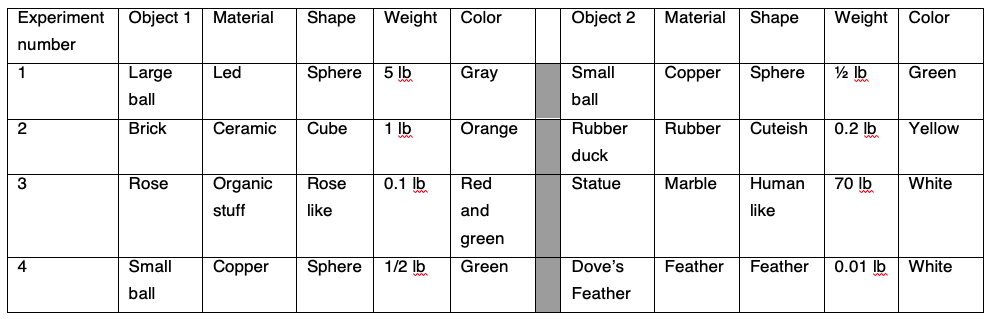 Experiment number Object 1 Material Shape Weight Color Object 2 Material Shape Weight Color
1 Large ball Led Sphere 5 lb Gray Small ball Copper Sphere ½ lb Green
2 Brick Ceramic Cube 1 lb Orange Rubber duck Rubber Cuteish 0.2 lb Yellow
3 Rose Organic stuff Rose like 0.1 lb Red and green Statue Marble Human like 70 lb White
4 Small ball Copper Sphere 1/2 lb Green Dove’s Feather Feather Feather 0.01 lb White